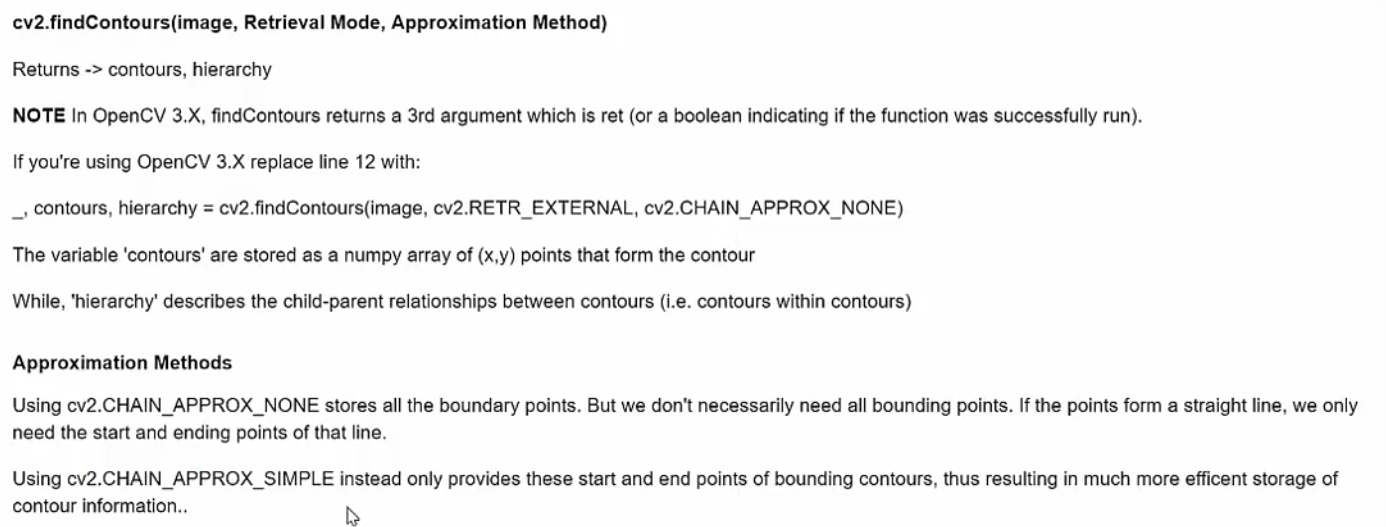 cv2.findContours(image, Retrieval Mode, Approximation Method)
Returns -> contours, hierarchy
NOTE In OpenCV 3.X, findContours returns a 3rd argument which is ret (or a boolean indicating if the function was successfully run).
If you're using OpenCV 3.X replace line 12 with:
_, contours, hierarchy = cv2.findContours(image, cv2.RETR_EXTERNAL, cv2.CHAIN_APPROX_NONE)
The variable 'contours' are stored as a numpy array of (x,y) points that form the contour
While, 'hierarchy' describes the child-parent relationships between contours (i.e. contours within contours)
Approximation Methods
Using cv2.CHAIN_APPROX_NONE stores all the boundary points. But we don't necessarily need all bounding points. If the points form a straight line, we only
need the start and ending points of that line.
Using cv2.CHAIN_APPROX_SIMPLE instead only provides these start and end points of bounding contours, thus resulting in much more efficent storage of
contour information..